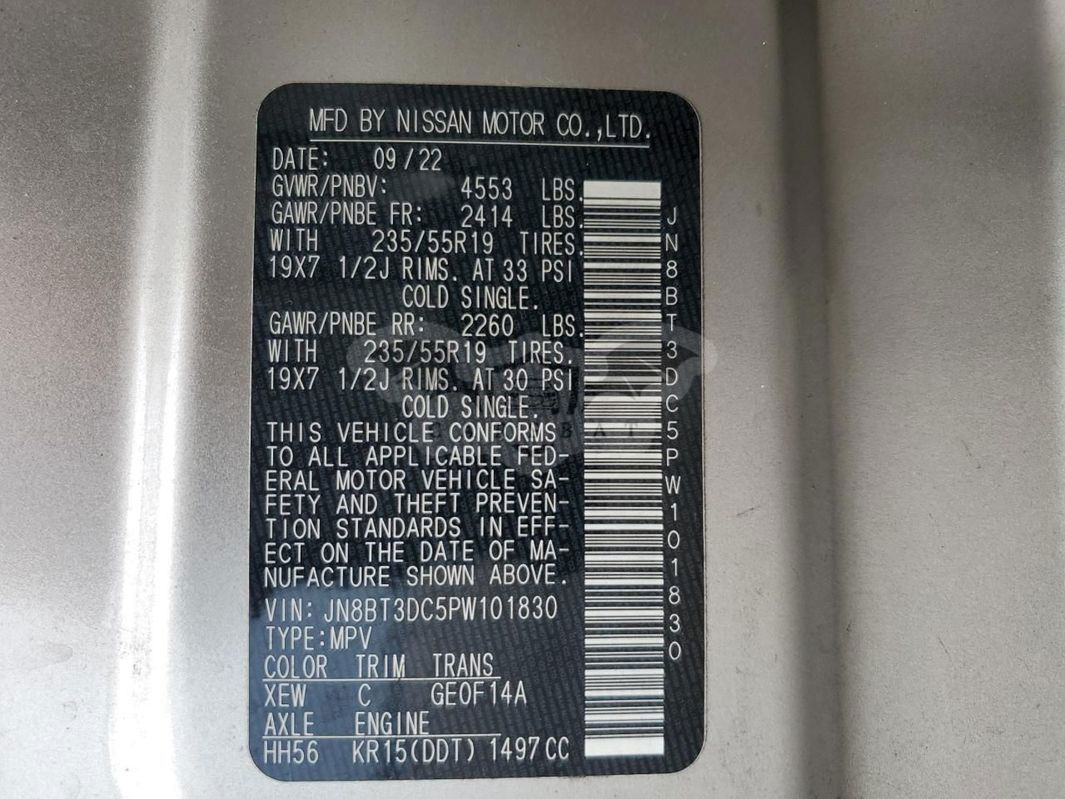 MFD BY NISSAN MOTOR CO.,LTD.
DATE: 09/22
GVWR/PNBV: 4553 LBS.
GAWR/PNBE FR: 2414 LBS.
WITH 235/55R19 TIRES.
19X7 1/2J RIMS. AT 33 PSI
COLD SINGLE.
GAWR/PNBE RR: 2260 LBS.
WITH 235/55R19 TIRES.
19X7 1/2J RIMS. AT 30 PSI
COLD SINGLE.
THIS VEHICLE CONFORMS
TO ALL APPLICABLE FED-
ERAL MOTOR VEHICLE SA-
FETY AND THEFT PREVEN-
TION STANDARDS IN EFF-
ECT ON THE DATE OF MA-
NUFACTURE SHOWN ABOVE.
VIN: JN8BT3DC5PW101830
TYPE:MPV
COLOR TRIM TRANS
XEW C GE0F14A
AXLE ENGINE
HH56 KR15(DDT) 1497CC
JN8BT3DC5PW101830